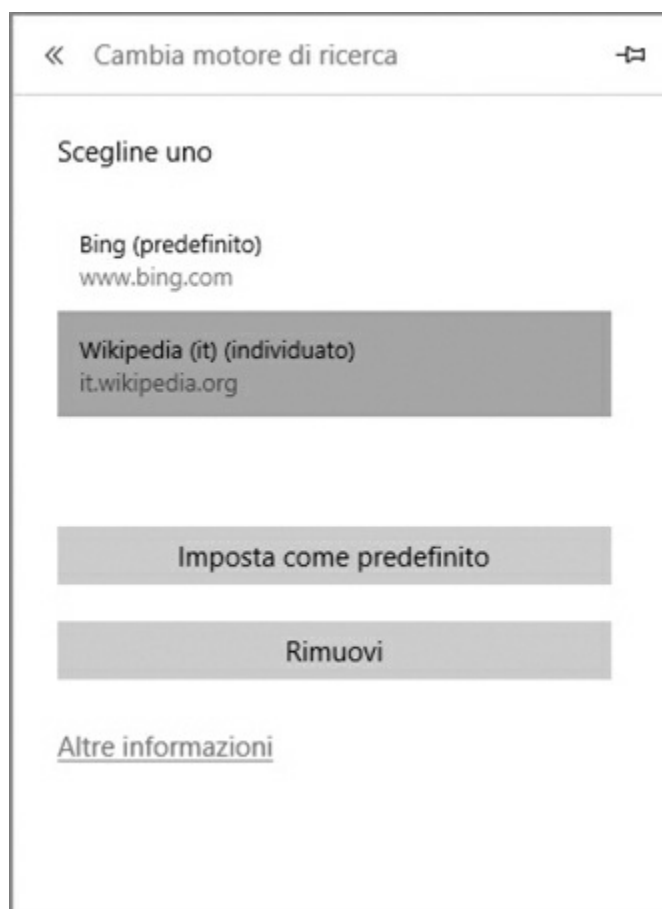 Cambia motore di ricerca
Scegline uno
Bing (predefinito)
www.bing.com
Wikipedia (it) (individuato)
it.wikipedia.org
Imposta come predefinito
Rimuovi
Altre informazioni